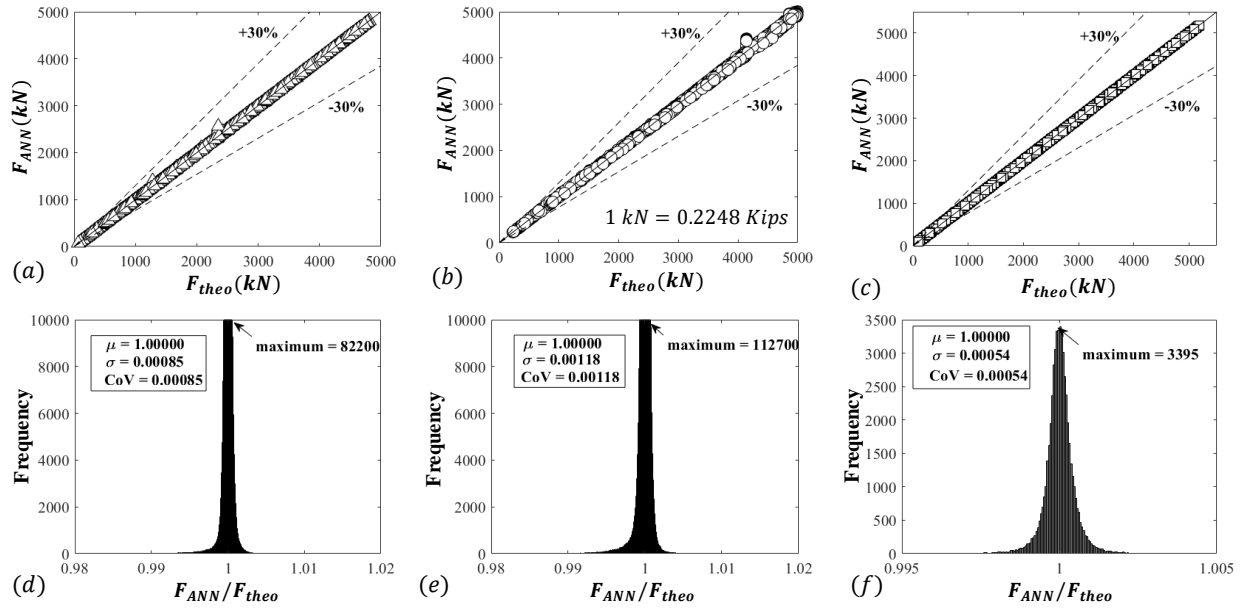 5000
4000
3000
2000
1000
0
F_ANN(kN)
+30%
-30%
0 1000 2000 3000 4000 5000
(a)
F_theo(kN)
5000
4000
3000
2000
1000
0
F_ANN(kN)
+30%
-30%
1 kN = 0.2248 Kips
0 1000 2000 3000 4000 5000
(b)
F_theo(kN)
5000
4000
3000
2000
1000
0
F_ANN(kN)
+30%
-30%
0 1000 2000 3000 4000 5000
(c)
F_theo(kN)
10000
8000
6000
4000
2000
0
Frequency
μ = 1.00000
σ = 0.00085
CoV = 0.00085
maximum = 82200
0.98 0.99 1 1.01 1.02
(d)
F_ANN/F_theo
10000
8000
6000
4000
2000
0
Frequency
μ = 1.00000
σ = 0.00118
CoV = 0.00118
maximum = 112700
0.98 0.99 1 1.01 1.02
(e)
F_ANN/F_theo
3500
3000
2500
2000
1500
1000
500
0
Frequency
μ = 1.00000
σ = 0.00054
CoV = 0.00054
maximum = 3395
0.995 1 1.005
(f)
F_ANN/F_theo